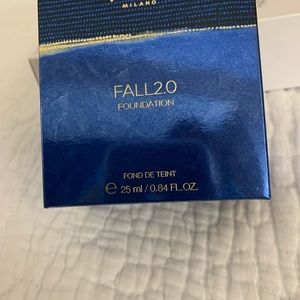 MILANO
FALL2.0
FOUNDATION
FOND DE TEINT
℮ 25 ml / 0.84 FL.OZ.